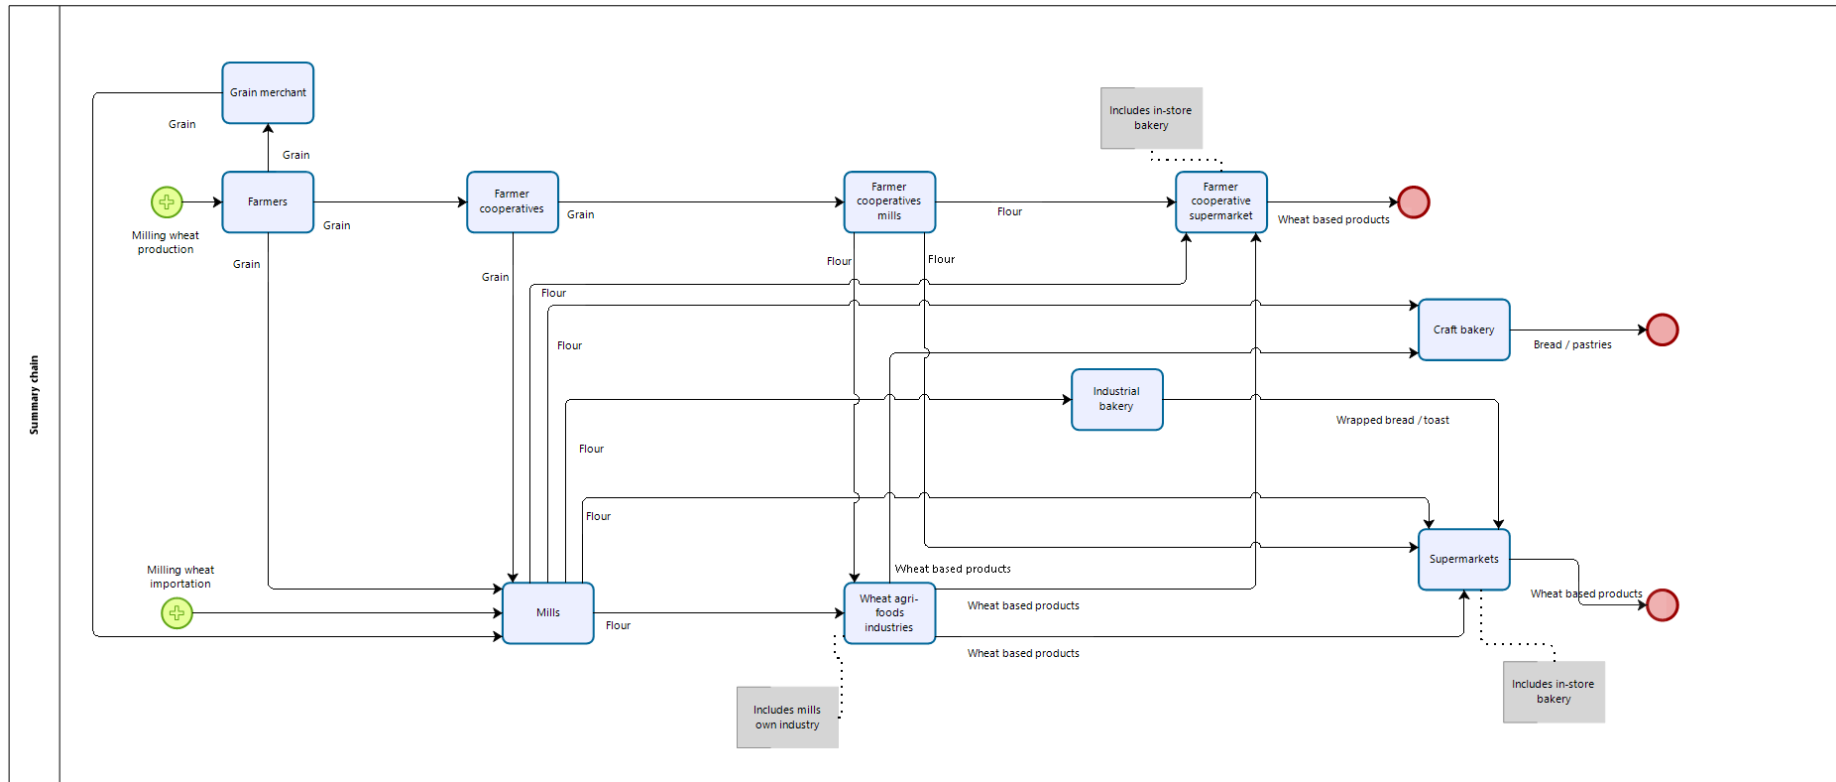 Summary chain
Grain merchant
Grain
Grain
Includes in-store
bakery
Farmers
Farmer
cooperatives
Farmer
cooperatives
mills
Farmer
cooperative
supermarket
Grain
Grain
Flour
Wheat based products
Milling wheat
production
Grain
Grain
Flour
Flour
Flour
Flour
Craft bakery
Bread / pastries
Industrial
bakery
Wrapped bread / toast
Flour
Flour
Supermarkets
Wheat based products
Milling wheat
importation
Wheat based products
Mills
Flour
Wheat agri-
foods
industries
Wheat based products
Wheat based products
Includes mills
own industry
Includes in-store
bakery